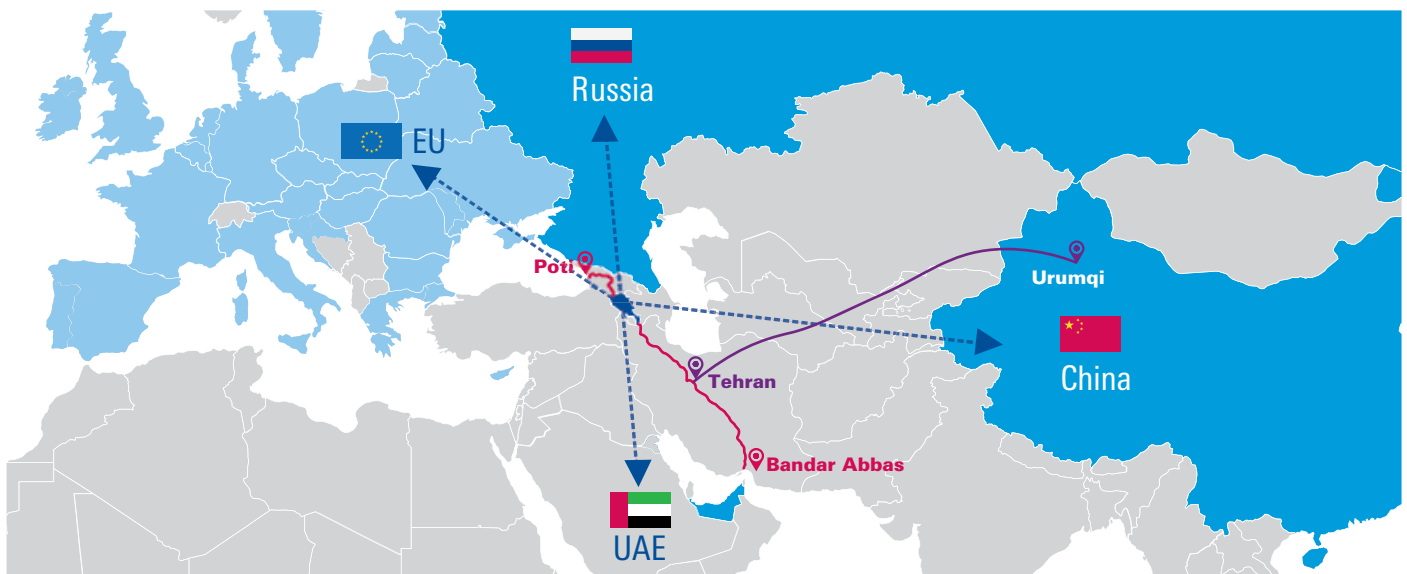 Russia
EU
Poti
Urumqi
Tehran
China
Bandar Abbas
UAE